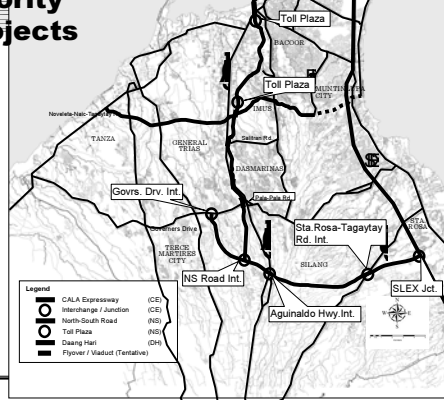 ority
ojects
Toll Plaza
BACOOR
Toll Plaza
MUNTINLUPA
CITY
IMUS
Noveleta-Naic-Tagaytay Rd
Salitran Rd.
TANZA
GENERAL
TRIAS
DASMARINAS
Govrs. Drv. Int.
Pala-Pala Rd.
Governers Drive
Sta.Rosa-Tagaytay
Rd. Int.
STA.
ROSA
TRECE
MARTIRES
CITY
NS Road Int.
SILANG
SLEX Jct.
Aguinaldo Hwy.Int.
Legend
CALA Expressway (CE)
Interchange / Junction (CE)
North-South Road (NS)
Toll Plaza (NS)
Daang Hari (DH)
Flyover / Viaduct (Tentative)
N